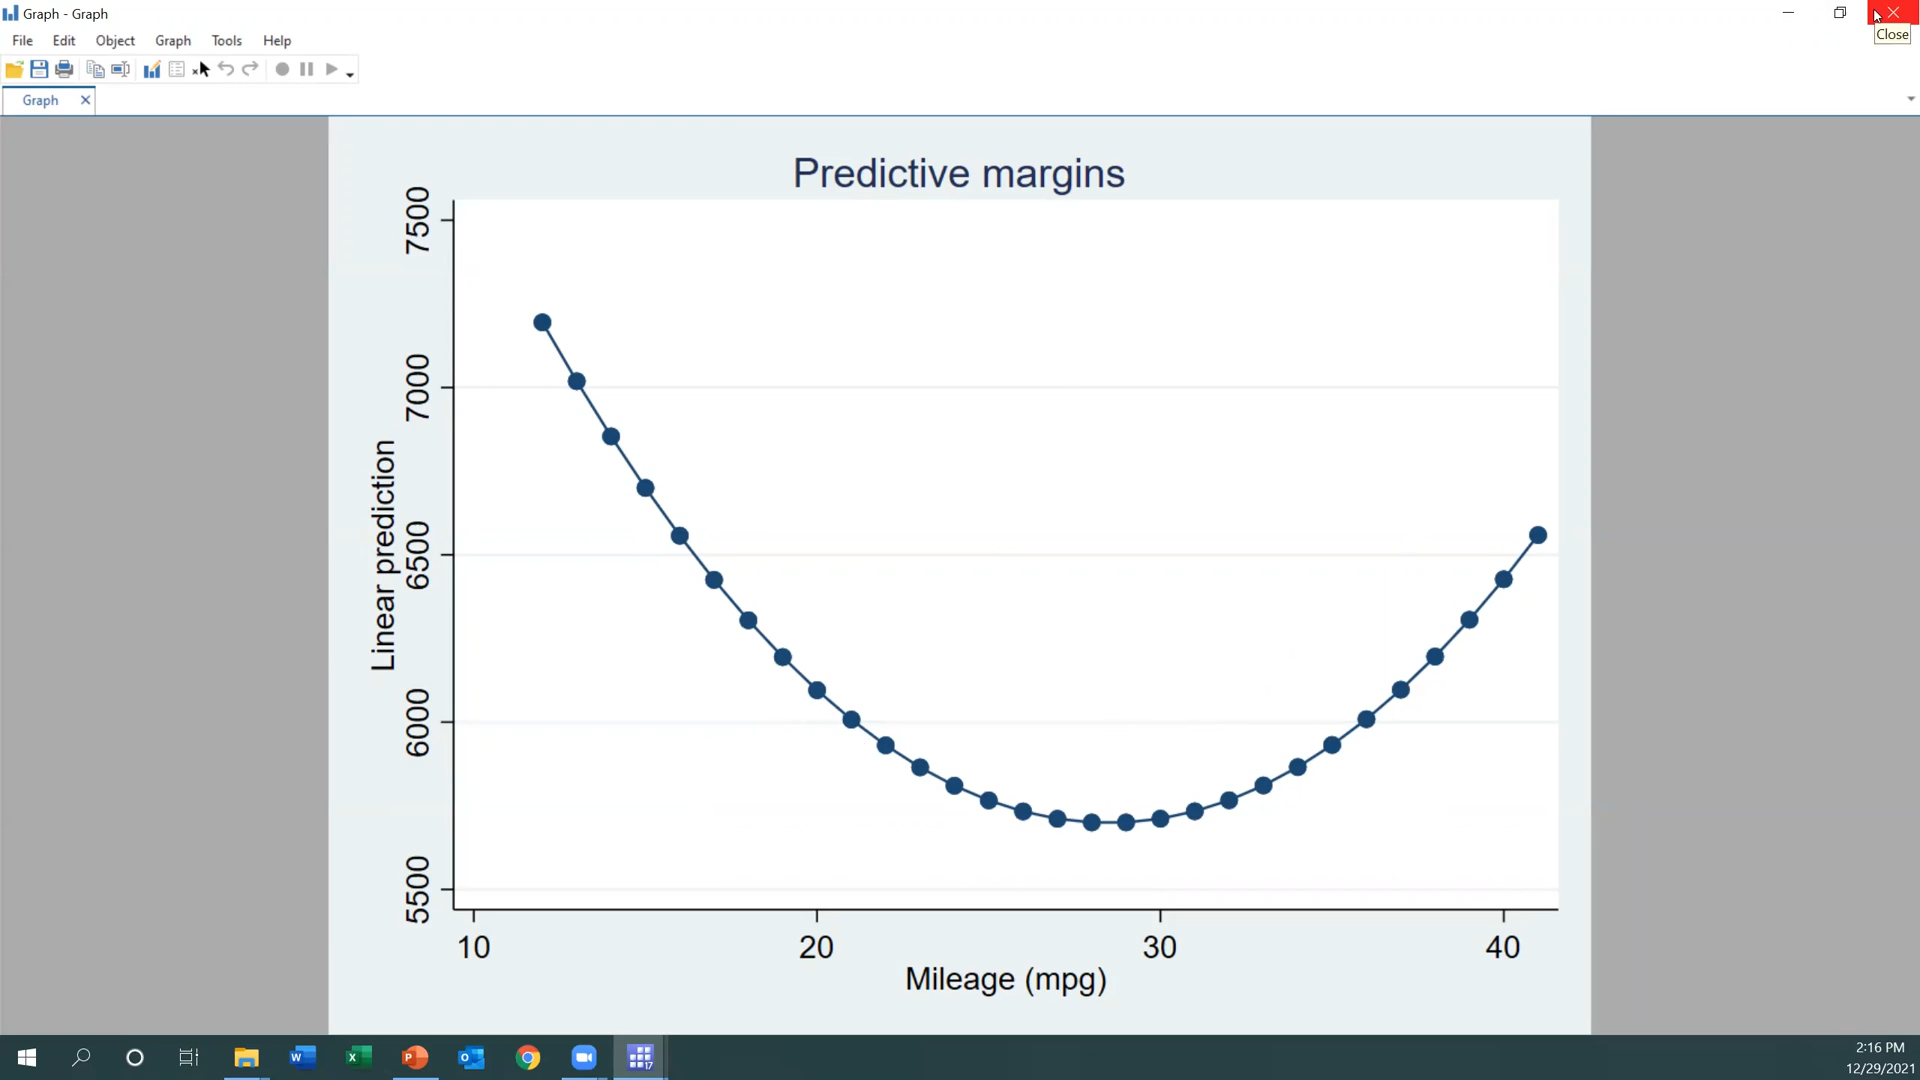 Graph - Graph
Close
File Edit Object Graph Tools Help
Graph
Predictive margins
7500
7000
6500
6000
5500
Linear prediction
10 20 30 40
Mileage (mpg)
17
2:16 PM
12/29/2021